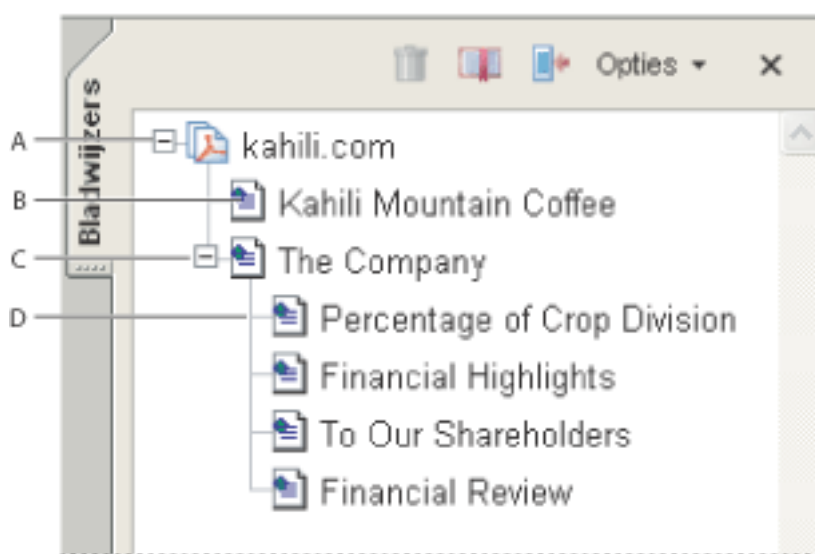 Opties
Bladwijzers
A
kahili.com
B
Kahili Mountain Coffee
C
The Company
D
Percentage of Crop Division
Financial Highlights
To Our Shareholders
Financial Review